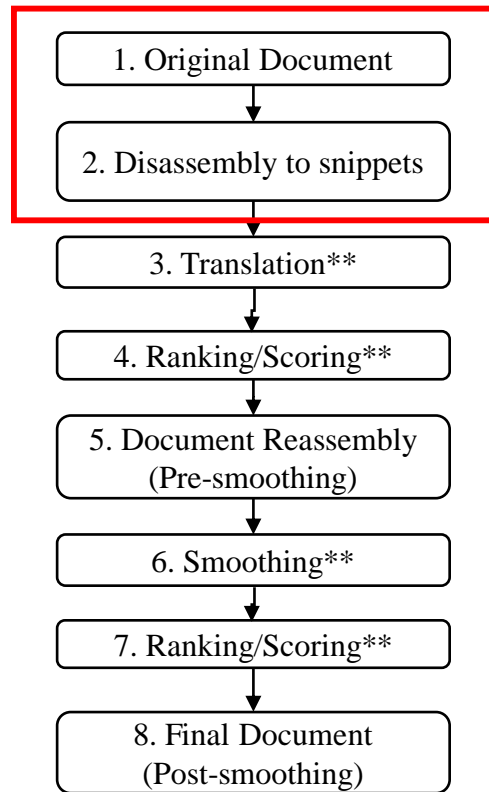 1. Original Document
2. Disassembly to snippets
3. Translation**
4. Ranking/Scoring**
5. Document Reassembly
(Pre-smoothing)
6. Smoothing**
7. Ranking/Scoring**
8. Final Document
(Post-smoothing)